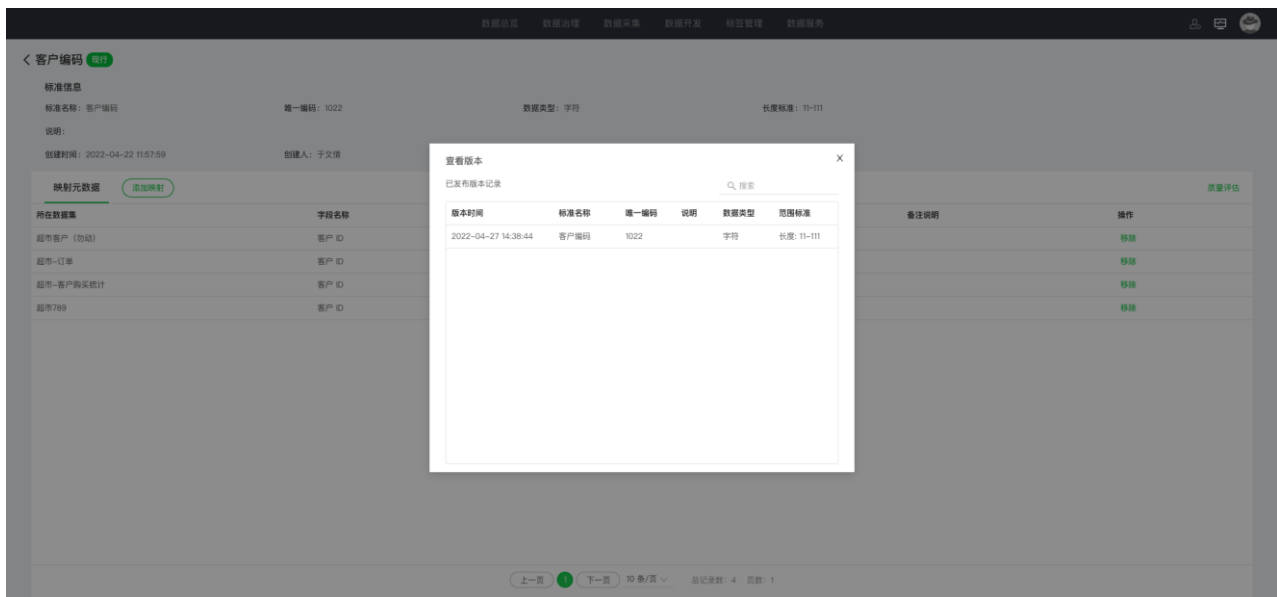 数据总览 数据治理 数据采集 数据开发 标签管理 数据服务
客户编码 现行
标准信息
标准名称：客户编码 唯一编码：1022 数据类型：字符 长度标准：11-111
说明：
创建时间：2022-04-22 11:57:59 创建人：于文倩
查看版本 X
已发布版本记录 搜索
版本时间 标准名称 唯一编码 说明 数据类型 范围标准
2022-04-27 14:38:44 客户编码 1022 字符 长度: 11-111
映射元数据 添加映射 质量评估
所在数据集 字段名称 备注说明 操作
超市客户（勿动） 客户 ID 移除
超市-订单 客户 ID 移除
超市-客户购买统计 客户 ID 移除
超市789 客户 ID 移除
上一页 1 下一页 10 条/页 总记录数：4 页数：1